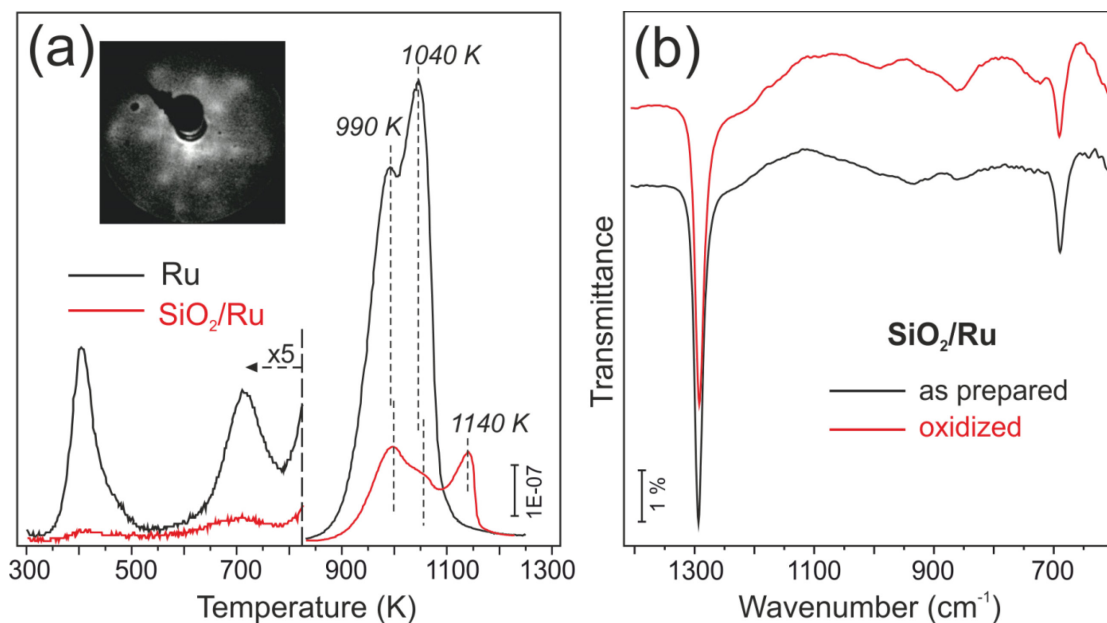 (a)
1040 K
990 K
Ru
SiO₂/Ru
x5
1140 K
1E-07
300 500 700 900 1100 1300
Temperature (K)
(b)
Transmittance
SiO₂/Ru
as prepared
oxidized
1 %
1300 1100 900 700
Wavenumber (cm⁻¹)